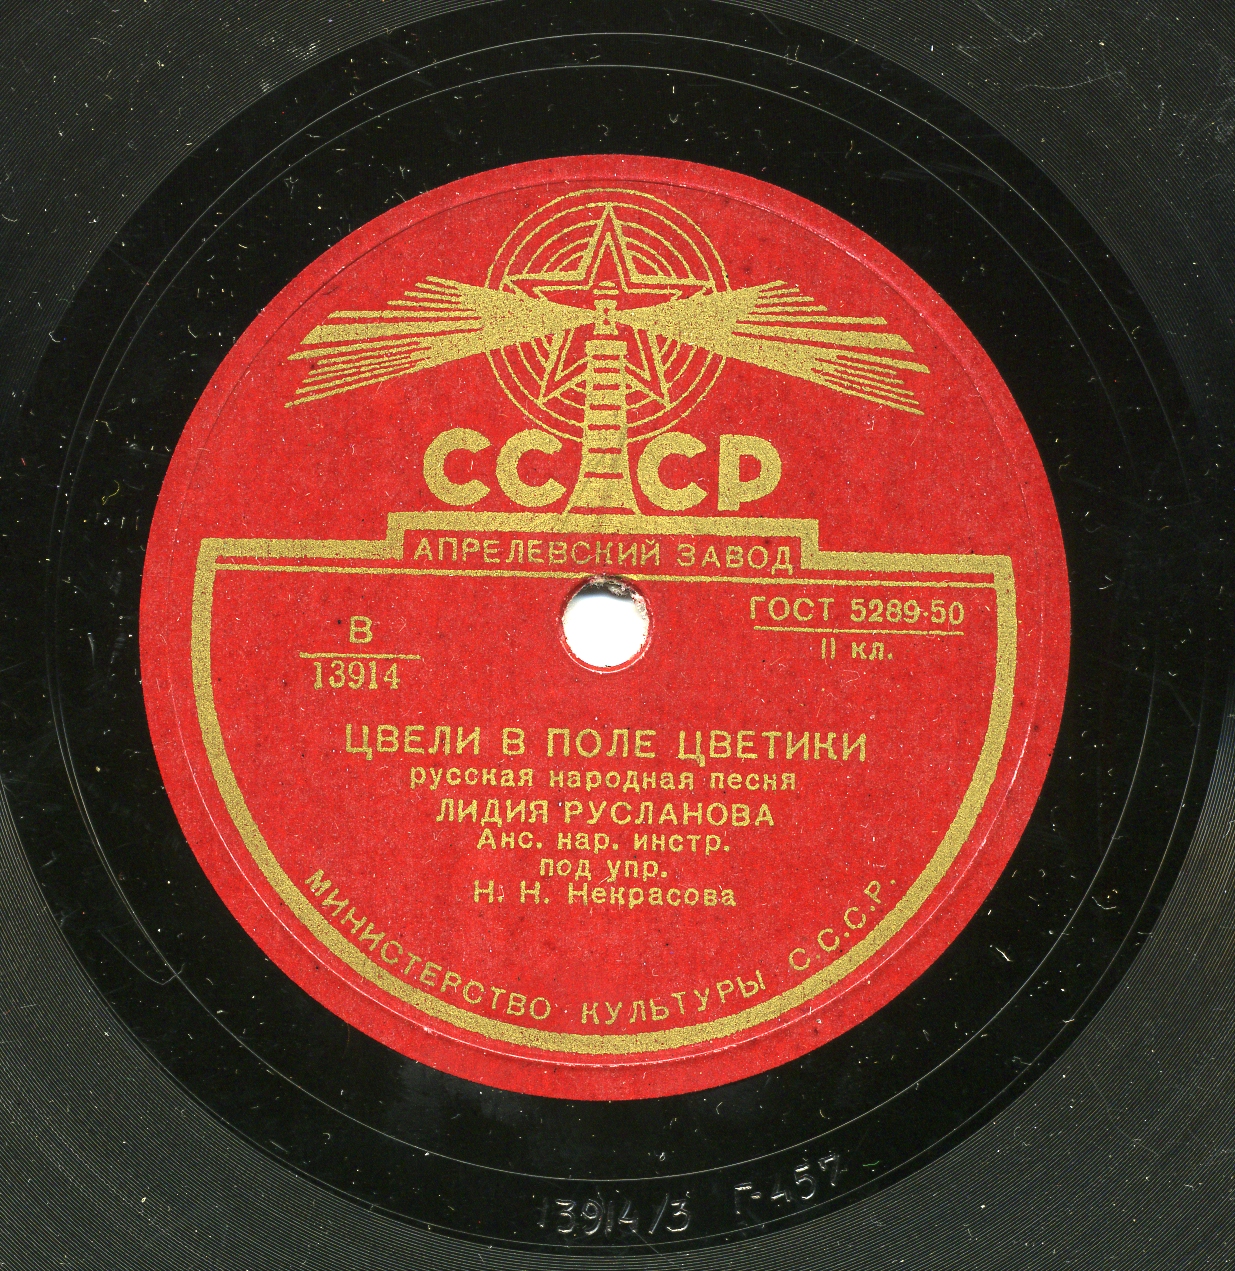 СССР
АПРЕЛЕВСКИЙ ЗАВОД
В
13914
ГОСТ 5289-50
II кл.
ЦВЕЛИ В ПОЛЕ ЦВЕТИКИ
русская народная песня
ЛИДИЯ РУСЛАНОВА
Анс. нар. инстр.
под упр.
Н. Н. Некрасова
МИНИСТЕРСТВО КУЛЬТУРЫ С.С.С.Р.
13914/3 Г-457